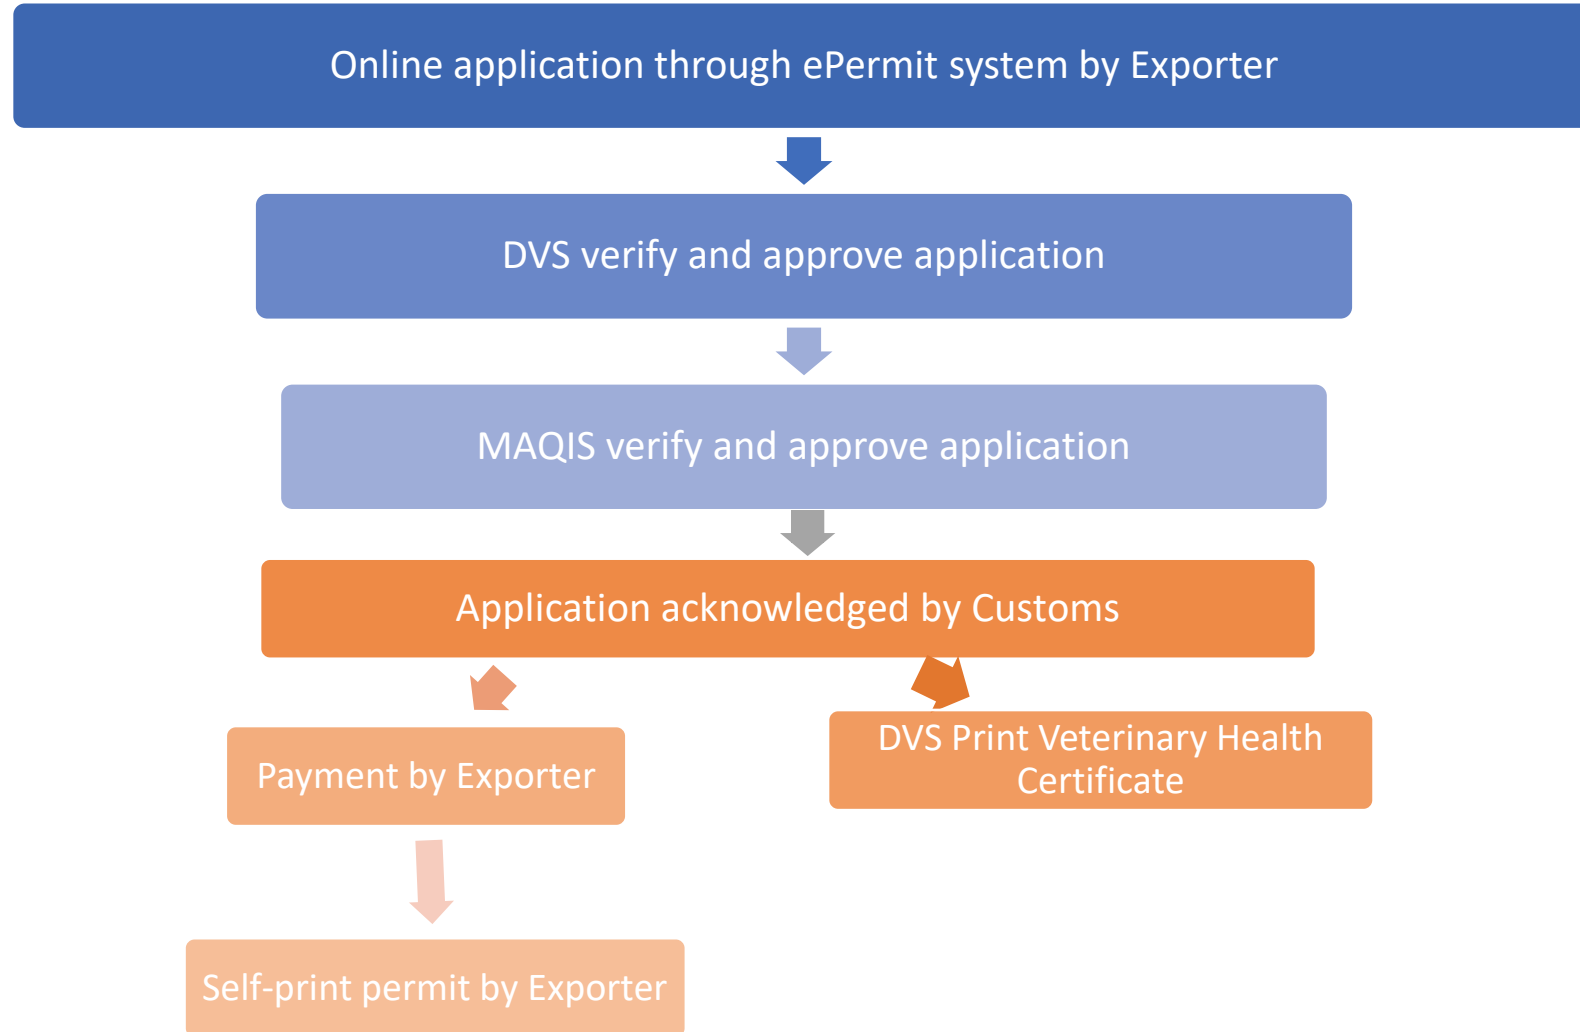 Online application through ePermit system by Exporter
DVS verify and approve application
MAQIS verify and approve application
Application acknowledged by Customs
Payment by Exporter
DVS Print Veterinary Health
Certificate
Self-print permit by Exporter